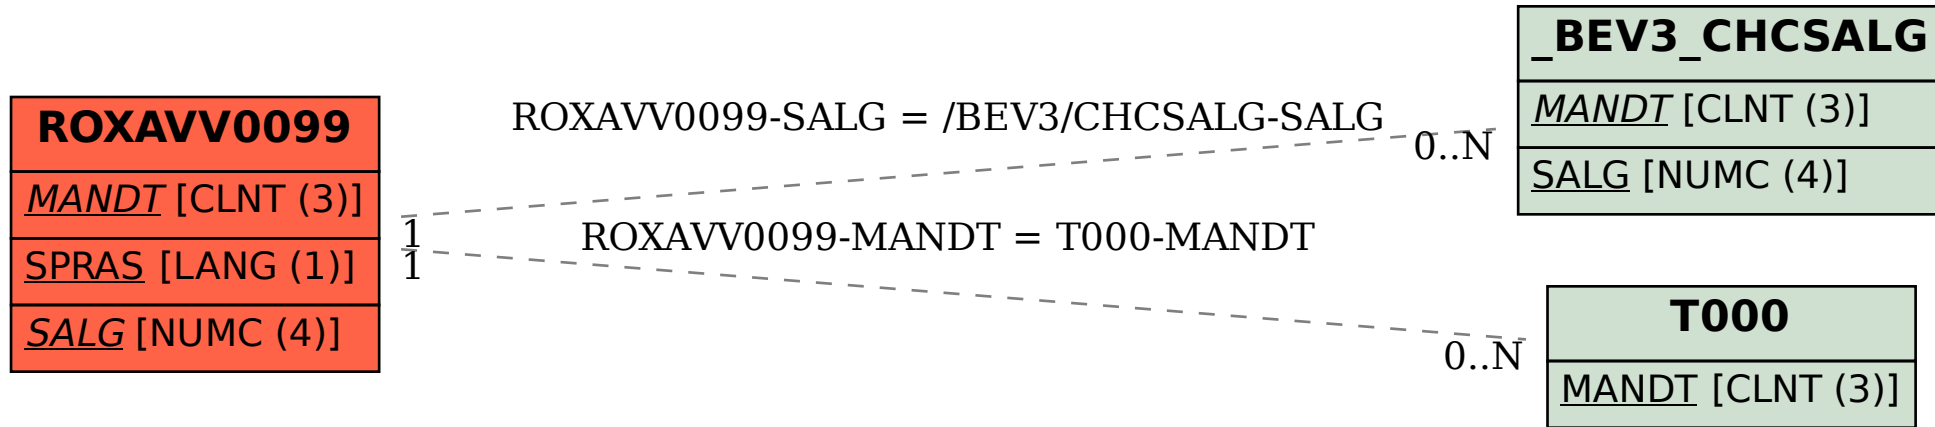 ROXAVV0099
MANDT [CLNT (3)]
SPRAS [LANG (1)]
SALG [NUMC (4)]
ROXAVV0099-SALG = /BEV3/CHCSALG-SALG
0..N
1
ROXAVV0099-MANDT = T000-MANDT
1
0..N
_BEV3_CHCSALG
MANDT [CLNT (3)]
SALG [NUMC (4)]
T000
MANDT [CLNT (3)]